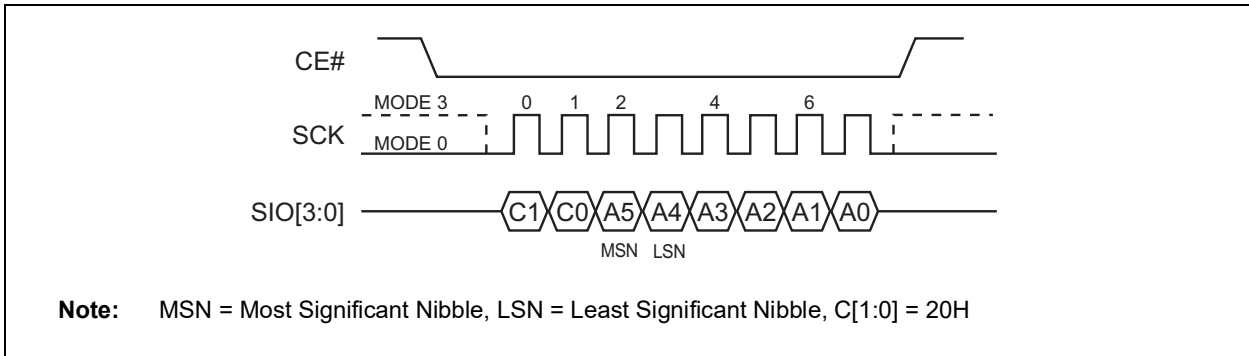 CE#
MODE 3 0 1 2 4 6
SCK
MODE 0
SIO[3:0] C1 C0 A5 A4 A3 A2 A1 A0
MSN LSN
Note: MSN = Most Significant Nibble, LSN = Least Significant Nibble, C[1:0] = 20H